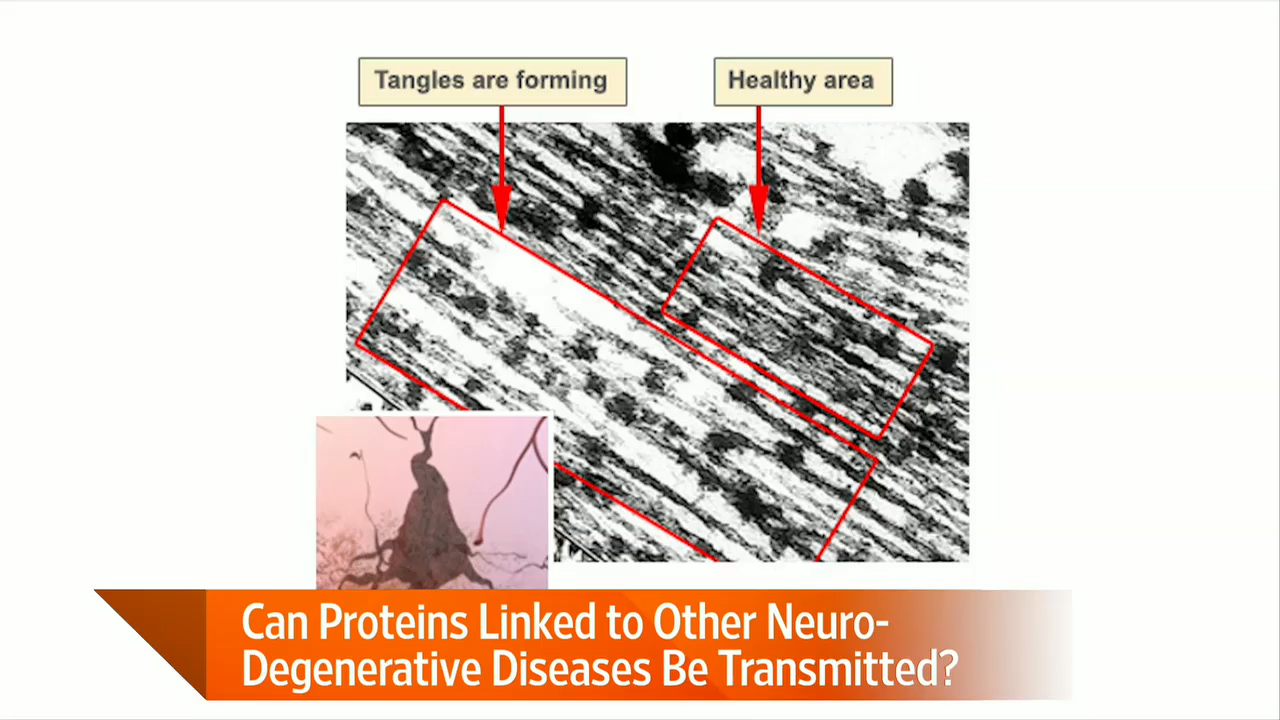 Tangles are forming
Healthy area
Can Proteins Linked to Other Neuro-
Degenerative Diseases Be Transmitted?